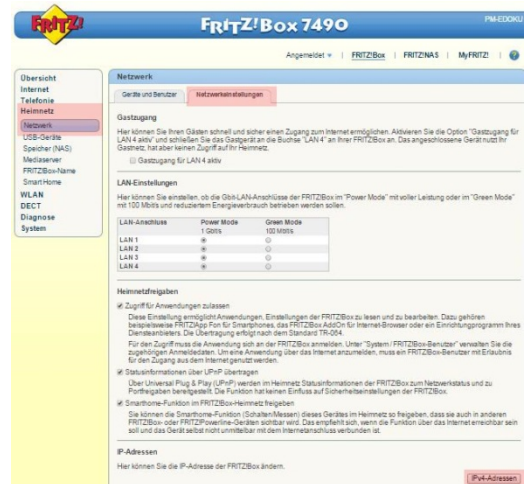 FRITZ!
FRITZ!Box 7490
PM-EDOKU
Angemeldet | FRITZ!Box | FRITZ!NAS | MyFRITZ! | ?
Übersicht
Internet
Telefonie
Heimnetz
Netzwerk
USB-Geräte
Speicher (NAS)
Mediaserver
FRITZ!Box-Name
Smart Home
WLAN
DECT
Diagnose
System
Netzwerk
Geräte und Benutzer
Netzwerkeinstellungen
Gastzugang
Hier können Sie Ihren Gästen schnell und sicher einen Zugang zum Internet ermöglichen. Aktivieren Sie die Option "Gastzugang für
LAN 4 aktiv" und schließen Sie das Gastgerät an die Buchse "LAN 4" an Ihrer FRITZ!Box an. Das angeschlossene Gerät nutzt Ihr
Gastnetz, hat aber keinen Zugriff auf Ihr Heimnetz.
Gastzugang für LAN 4 aktiv
LAN-Einstellungen
Hier können Sie einstellen, ob die Gbit-LAN-Anschlüsse der FRITZ!Box im "Power Mode" mit voller Leistung oder im "Green Mode"
mit 100 Mbit/s und reduziertem Energieverbrauch betrieben werden sollen.
LAN-Anschluss Power Mode Green Mode
1 Gbit/s 100 Mbit/s
LAN 1
LAN 2
LAN 3
LAN 4
Heimnetzfreigaben
Zugriff für Anwendungen zulassen
Diese Einstellung ermöglicht Anwendungen, Einstellungen der FRITZ!Box zu lesen und zu bearbeiten. Dazu gehören
beispielsweise FRITZ!App Fon für Smartphones, das FRITZ!Box AddOn für Internet-Browser oder ein Einrichtungprogramm Ihres
Diensteanbieters. Die Übertragung erfolgt nach dem Standard TR-064.
Für den Zugriff muss die Anwendung sich an der FRITZ!Box anmelden. Unter "System / FRITZ!Box-Benutzer" verwalten Sie die
zugehörigen Anmeldedaten. Um eine Anwendung über das Internet anzumelden, muss ein FRITZ!Box-Benutzer mit Erlaubnis
für den Zugang aus dem Internet genutzt werden.
Statusinformationen über UPnP übertragen
Über Universal Plug & Play (UPnP) werden im Heimnetz Statusinformationen der FRITZ!Box zum Netzwerkstatus und zu
Portfreigaben bereitgestellt. Die Funktion hat keinen Einfluss auf Sicherheitseinstellungen der FRITZ!Box.
Smarthome-Funktion im FRITZ!Box-Heimnetz freigeben
Sie können die Smarthome-Funktion (Schalten/Messen) dieses Gerätes im Heimnetz so freigeben, dass sie auch in anderen
FRITZ!Box- oder FRITZ!Powerline-Geräten sichtbar wird. Das empfiehlt sich, wenn die Funktion über das Internet erreichbar sein
soll und das Gerät selbst nicht unmittelbar mit dem Internetanschluss verbunden ist.
IP-Adressen
Hier können Sie die IP-Adresse der FRITZ!Box ändern.
IPv4-Adressen